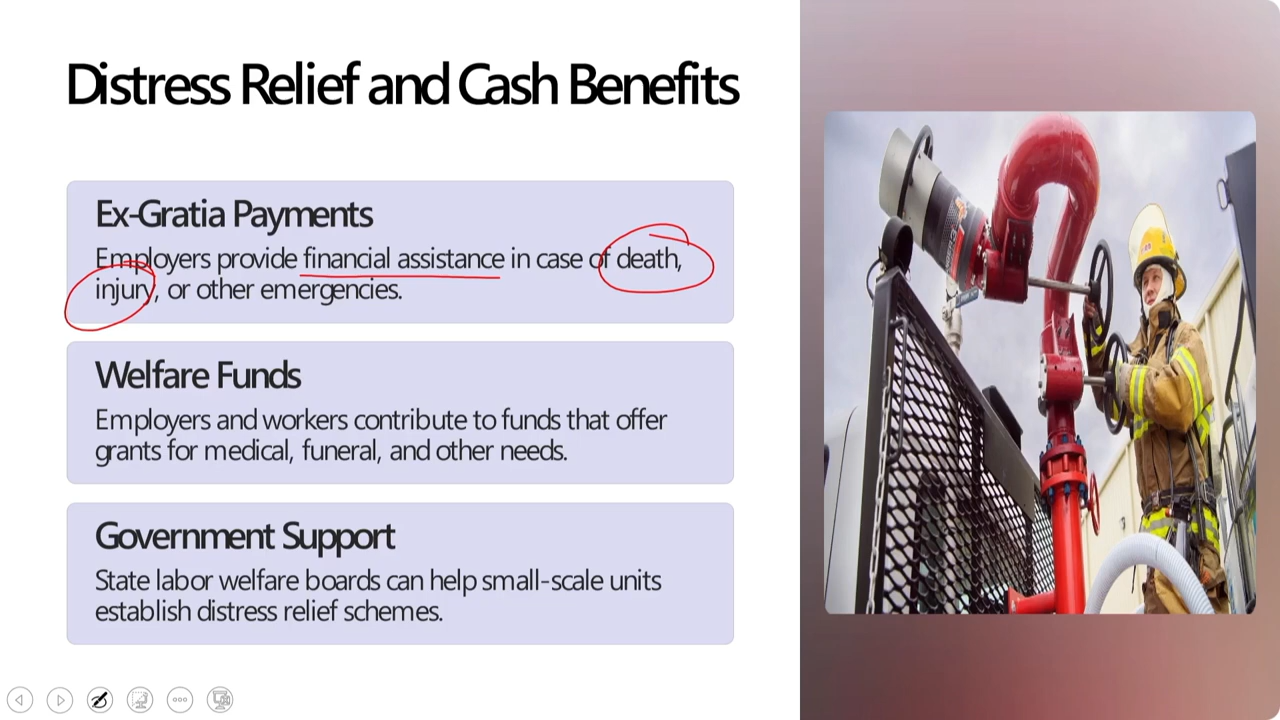 Distress Relief and Cash Benefits
Ex-Gratia Payments
Employers provide financial assistance in case of death,
injury, or other emergencies.
Welfare Funds
Employers and workers contribute to funds that offer
grants for medical, funeral, and other needs.
Government Support
State labor welfare boards can help small-scale units
establish distress relief schemes.